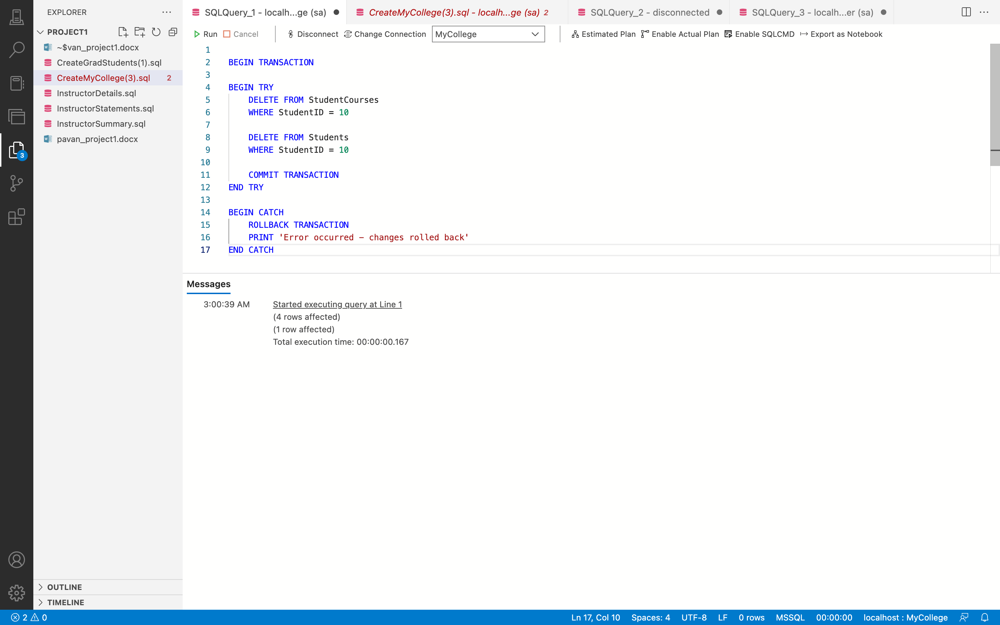 EXPLORER
PROJECT1
~$van_project1.docx
CreateGradStudents(1).sql
CreateMyCollege(3).sql 2
InstructorDetails.sql
InstructorStatements.sql
InstructorSummary.sql
pavan_project1.docx
3
OUTLINE
TIMELINE
SQLQuery_1 - localh...ge (sa)
CreateMyCollege(3).sql - localh...ge (sa) 2
SQLQuery_2 - disconnected
SQLQuery_3 - localh...er (sa)
Run Cancel Disconnect Change Connection MyCollege Estimated Plan Enable Actual Plan Enable SQLCMD Export as Notebook
1
2 BEGIN TRANSACTION
3
4 BEGIN TRY
5 DELETE FROM StudentCourses
6 WHERE StudentID = 10
7
8 DELETE FROM Students
9 WHERE StudentID = 10
10
11 COMMIT TRANSACTION
12 END TRY
13
14 BEGIN CATCH
15 ROLLBACK TRANSACTION
16 PRINT 'Error occurred – changes rolled back'
17 END CATCH
Messages
3:00:39 AM Started executing query at Line 1
(4 rows affected)
(1 row affected)
Total execution time: 00:00:00.167
2 0 Ln 17, Col 10 Spaces: 4 UTF-8 LF 0 rows MSSQL 00:00:00 localhost : MyCollege